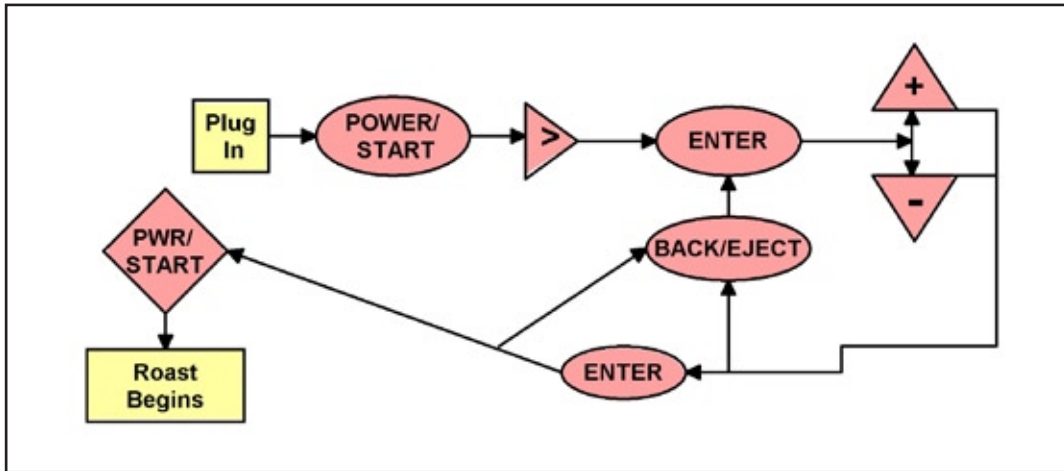 Plug
In
POWER/
START
>
ENTER
+
-
BACK/EJECT
PWR/
START
ENTER
Roast
Begins